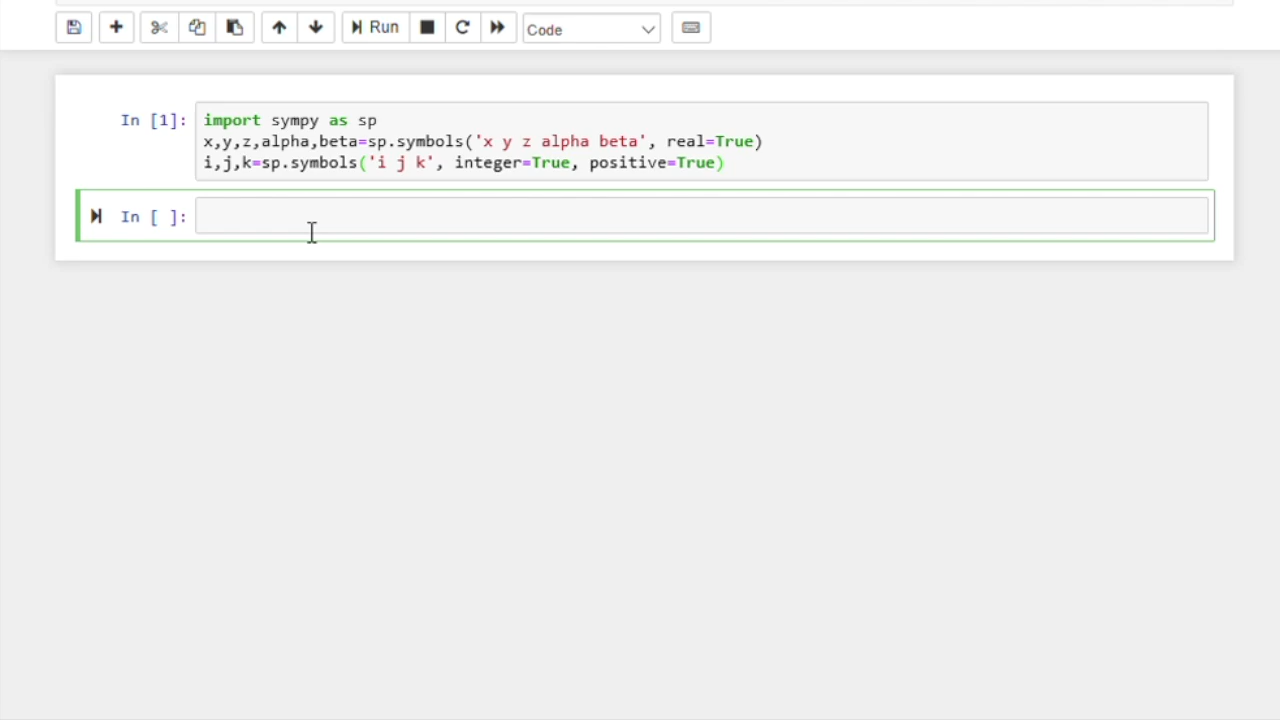 Run
Code
In [1]:
import sympy as sp
x,y,z,alpha,beta=sp.symbols('x y z alpha beta', real=True)
i,j,k=sp.symbols('i j k', integer=True, positive=True)
In [ ]: